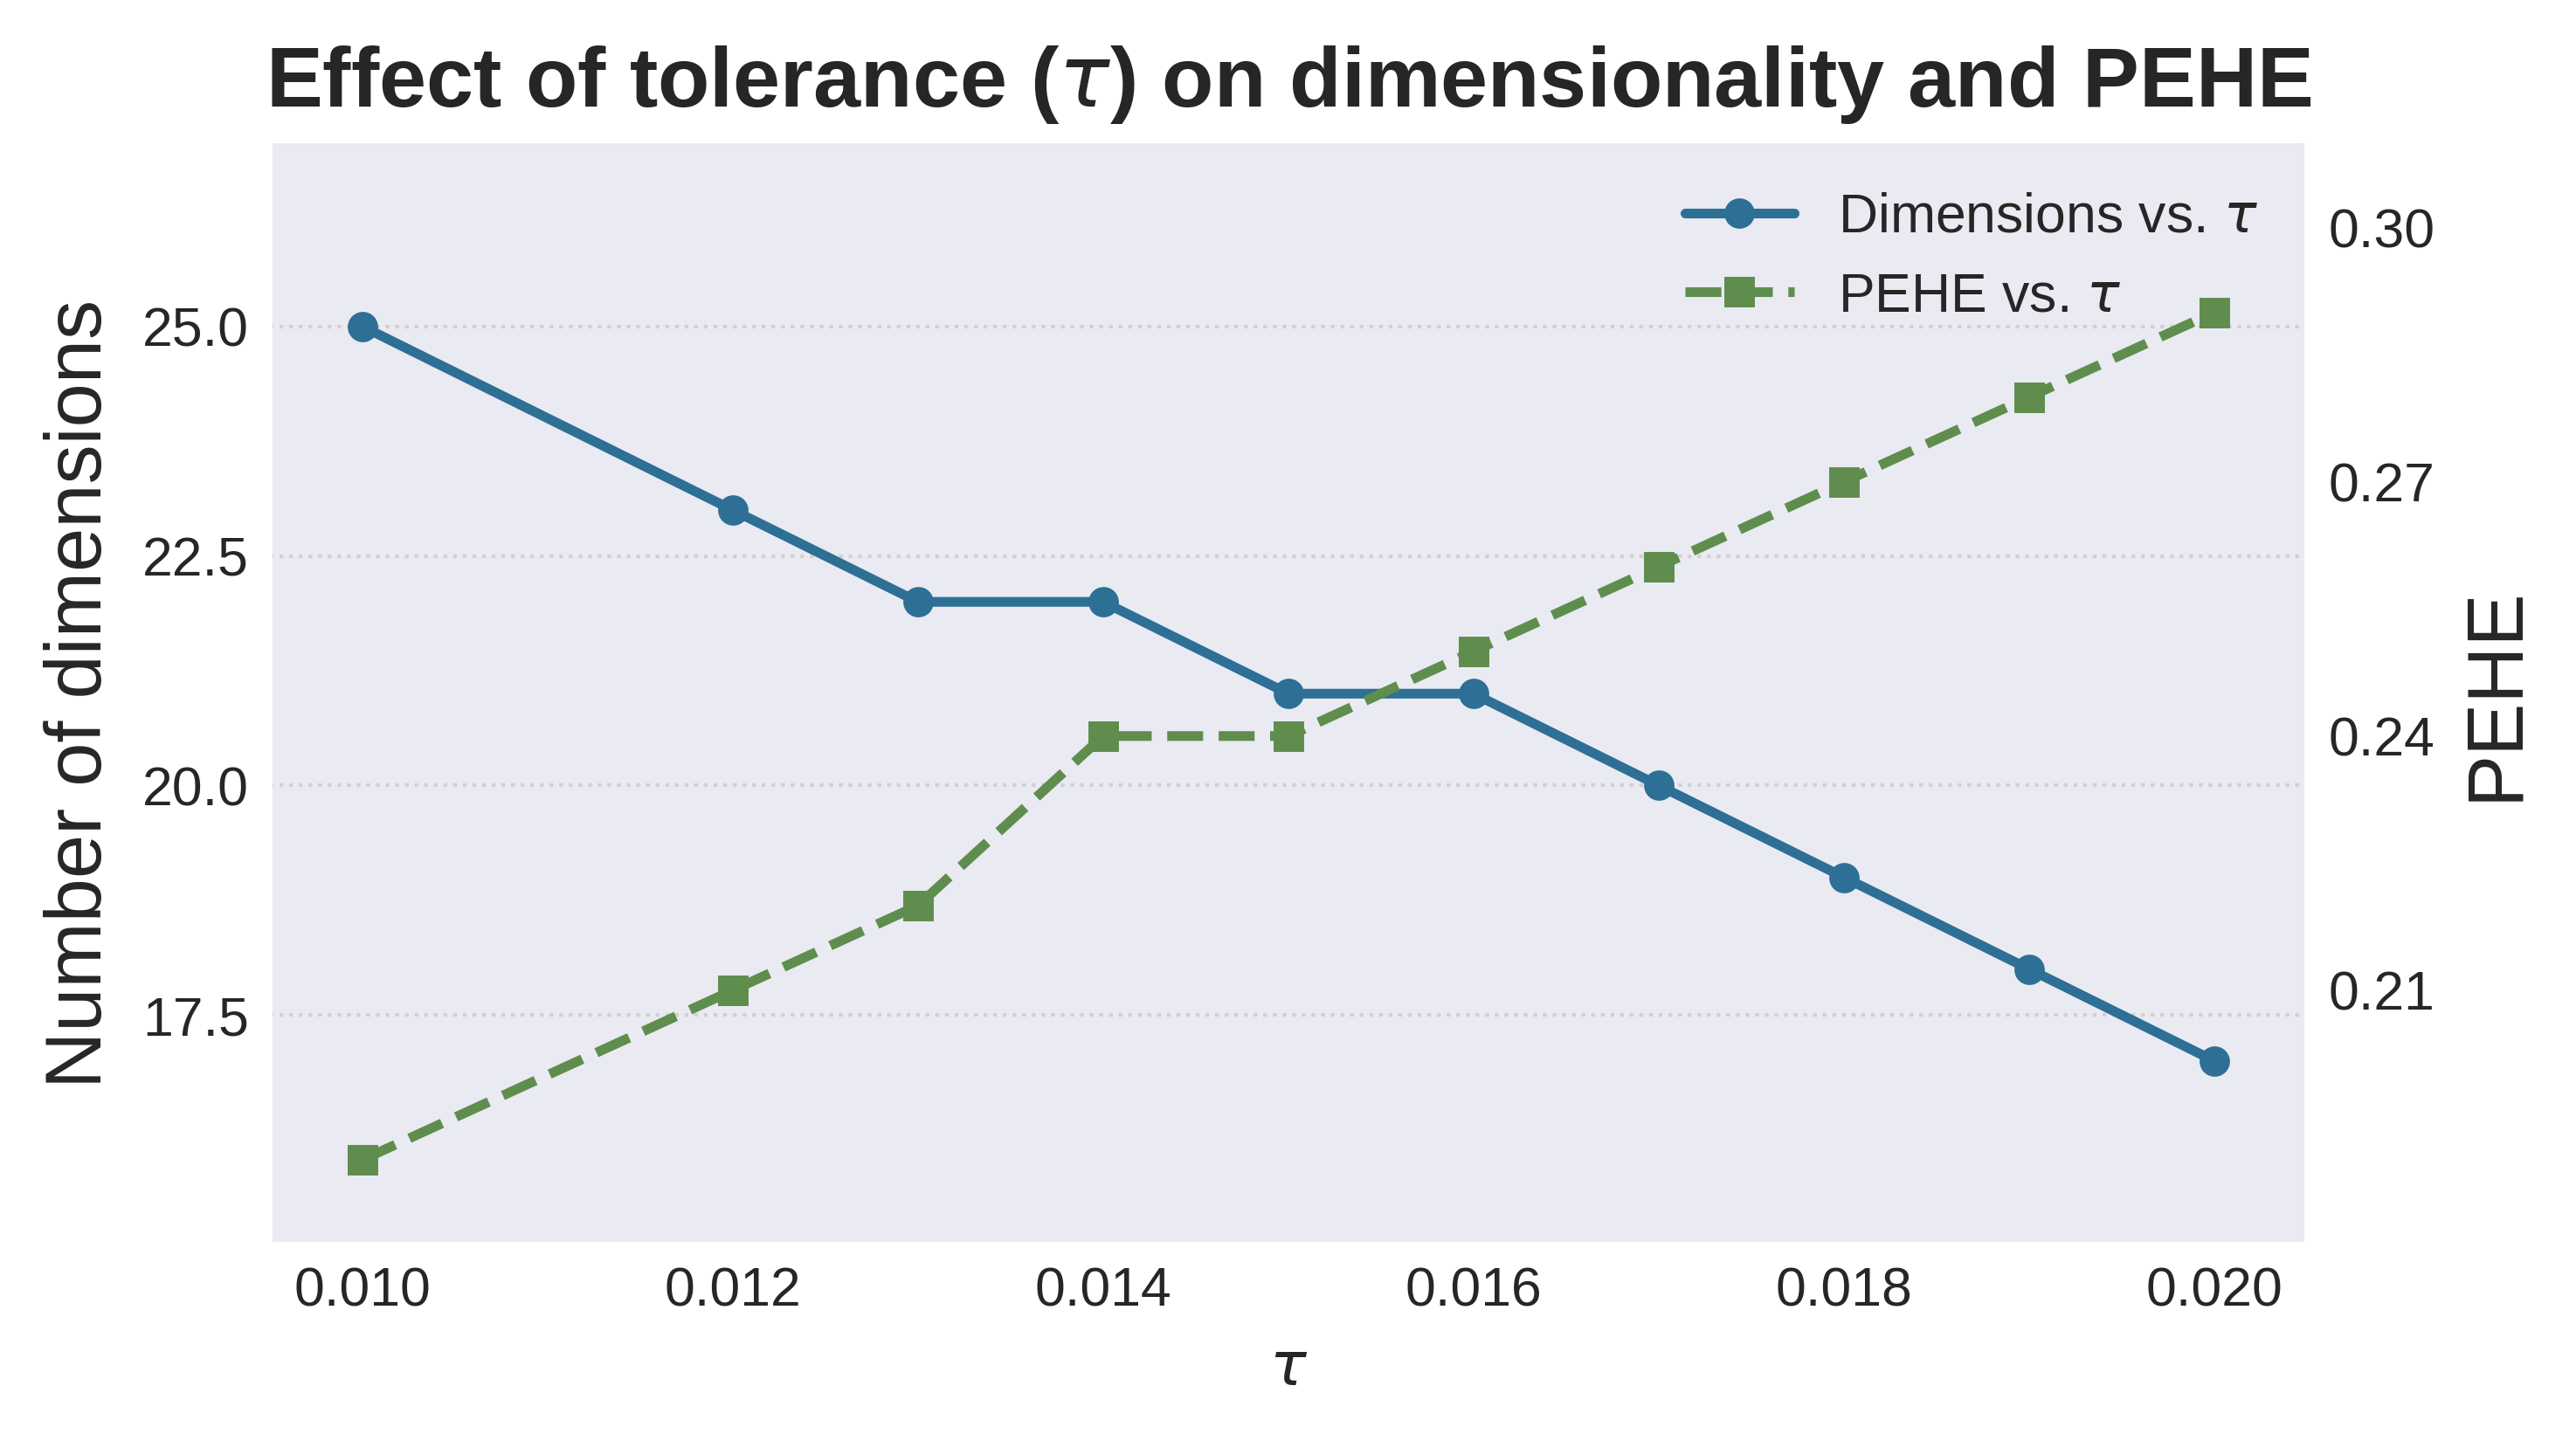 Effect of tolerance (τ) on dimensionality and PEHE
Dimensions vs. τ
PEHE vs. τ
Number of dimensions
25.0
22.5
20.0
17.5
0.30
0.27
0.24
0.21
PEHE
0.010 0.012 0.014 0.016 0.018 0.020
τ